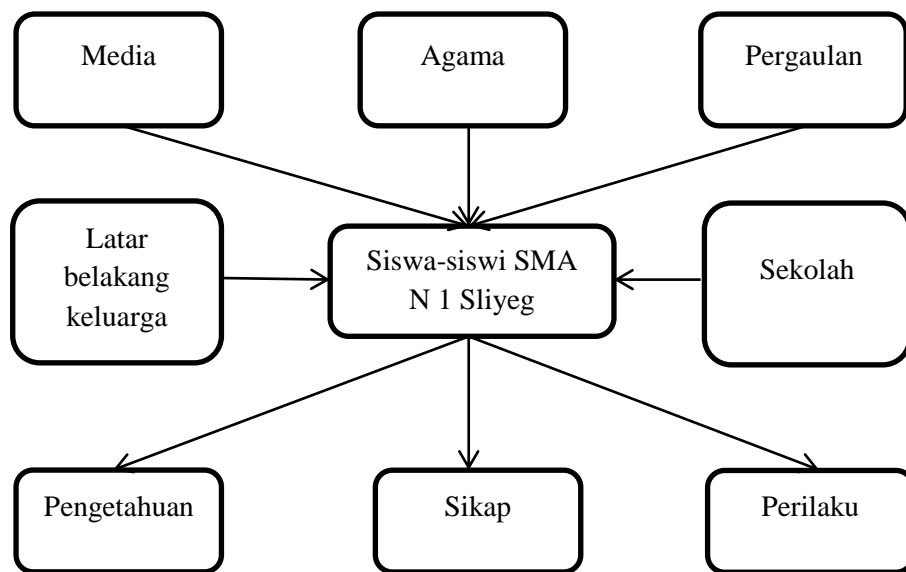 Media
Agama
Pergaulan
Latar
belakang
keluarga
Siswa-siswi SMA
N 1 Sliyeg
Sekolah
Pengetahuan
Sikap
Perilaku